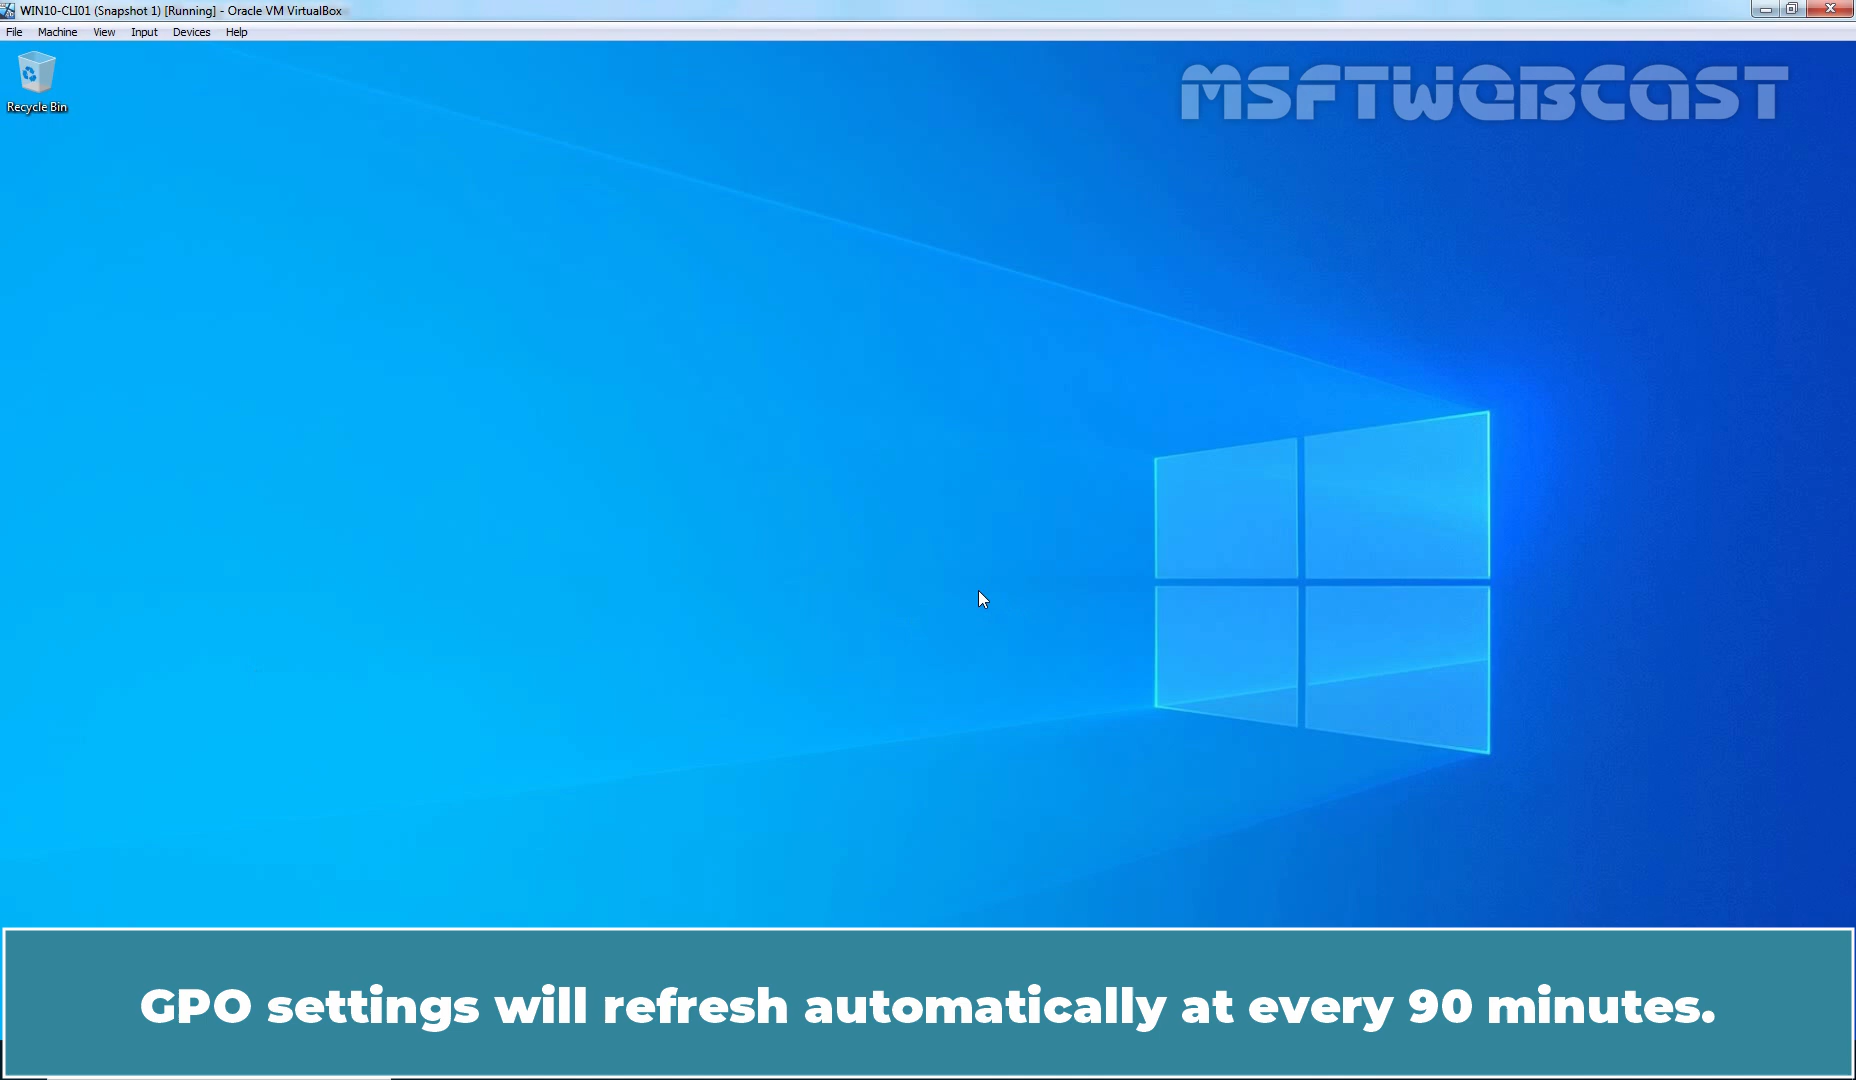 WIN10-CLI01 (Snapshot 1) [Running] - Oracle VM VirtualBox
File Machine View Input Devices Help
Recycle Bin
MSFTWEBCAST
GPO settings will refresh automatically at every 90 minutes.